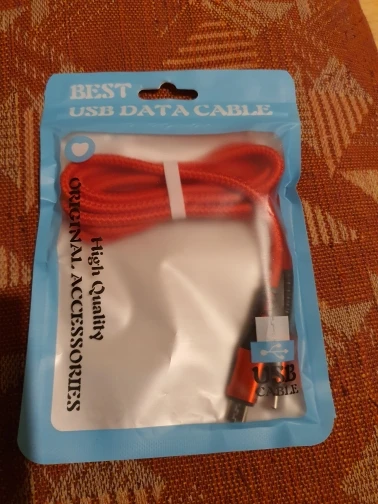 BEST
USB DATA CABLE
High Quality
ORIGINAL ACCESSORIES
USB
CABLE